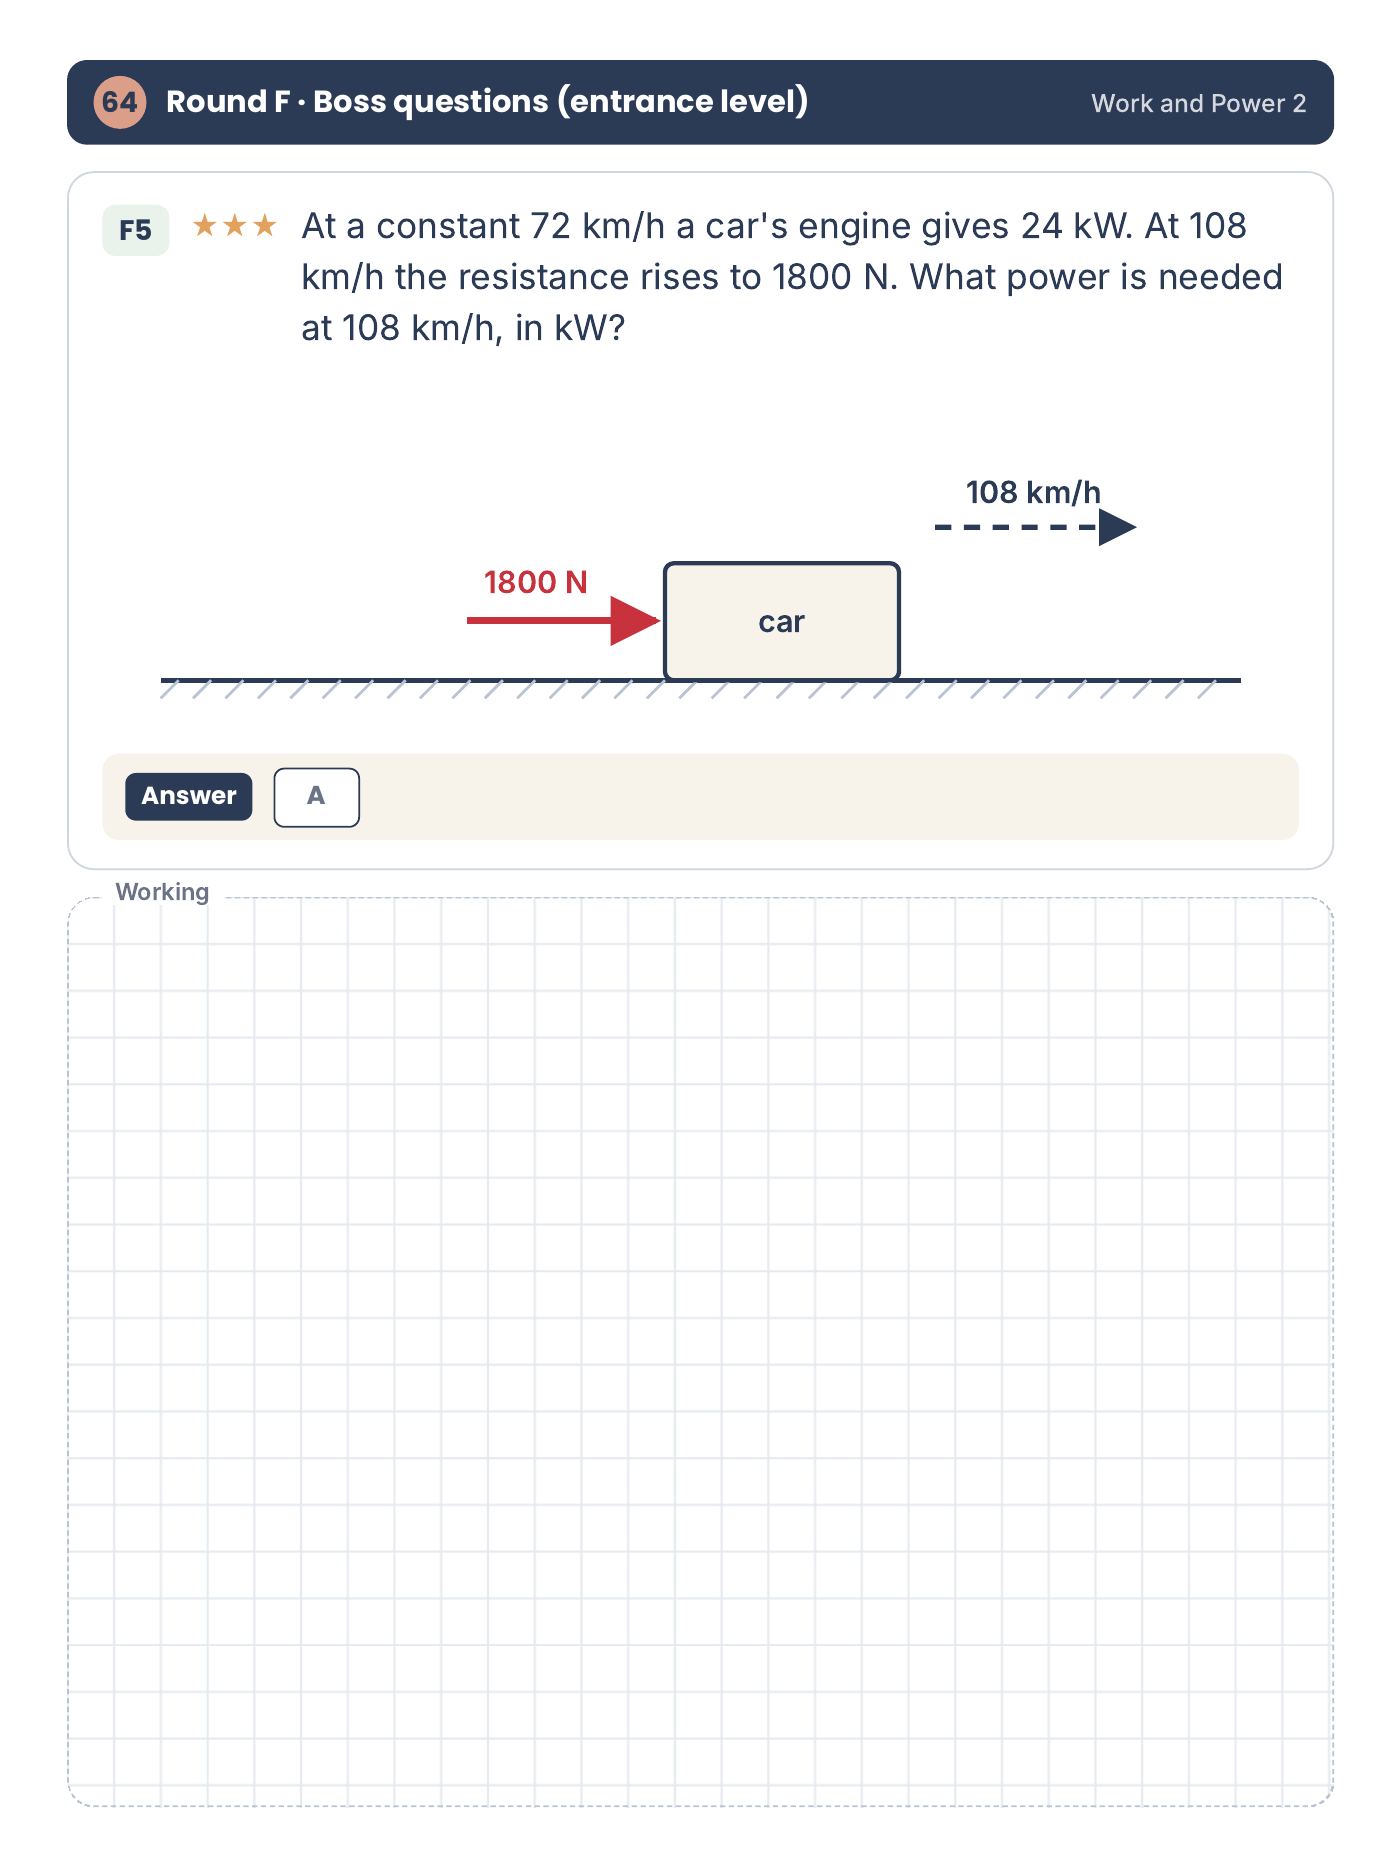 64 Round F · Boss questions (entrance level) Work and Power 2
F5 ★★★ At a constant 72 km/h a car's engine gives 24 kW. At 108
km/h the resistance rises to 1800 N. What power is needed
at 108 km/h, in kW?
108 km/h
1800 N
car
Answer A
Working